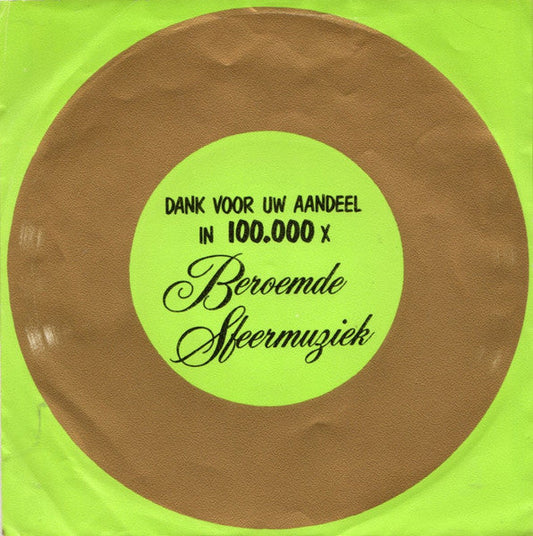 DANK VOOR UW AANDEEL
IN 100.000 X
Beroemde
Sfeermuziek